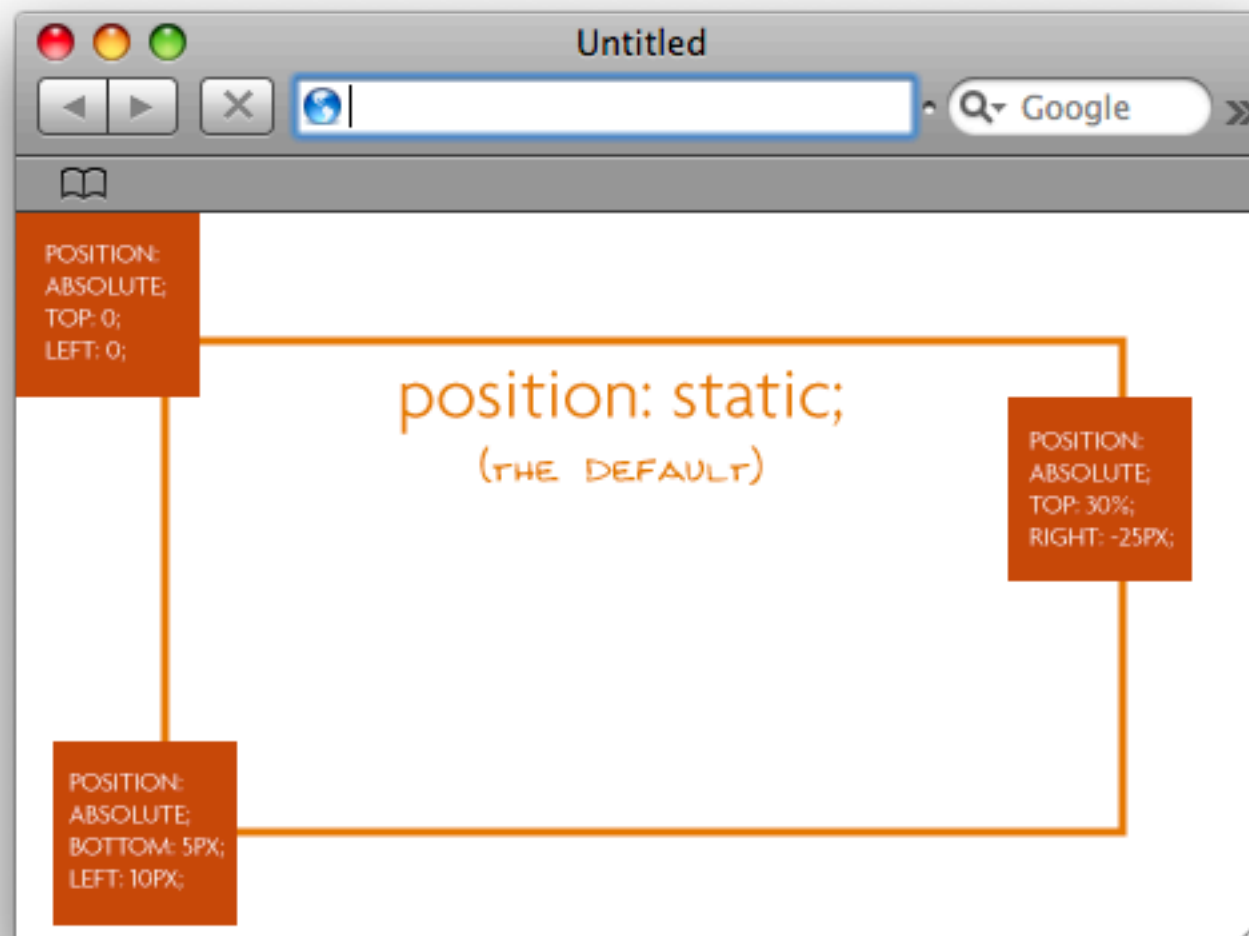 Untitled
Google
POSITION:
ABSOLUTE;
TOP: 0;
LEFT: 0;
position: static;
(THE DEFAULT)
POSITION:
ABSOLUTE;
TOP: 30%;
RIGHT: -25PX;
POSITION:
ABSOLUTE;
BOTTOM: 5PX;
LEFT: 10PX;